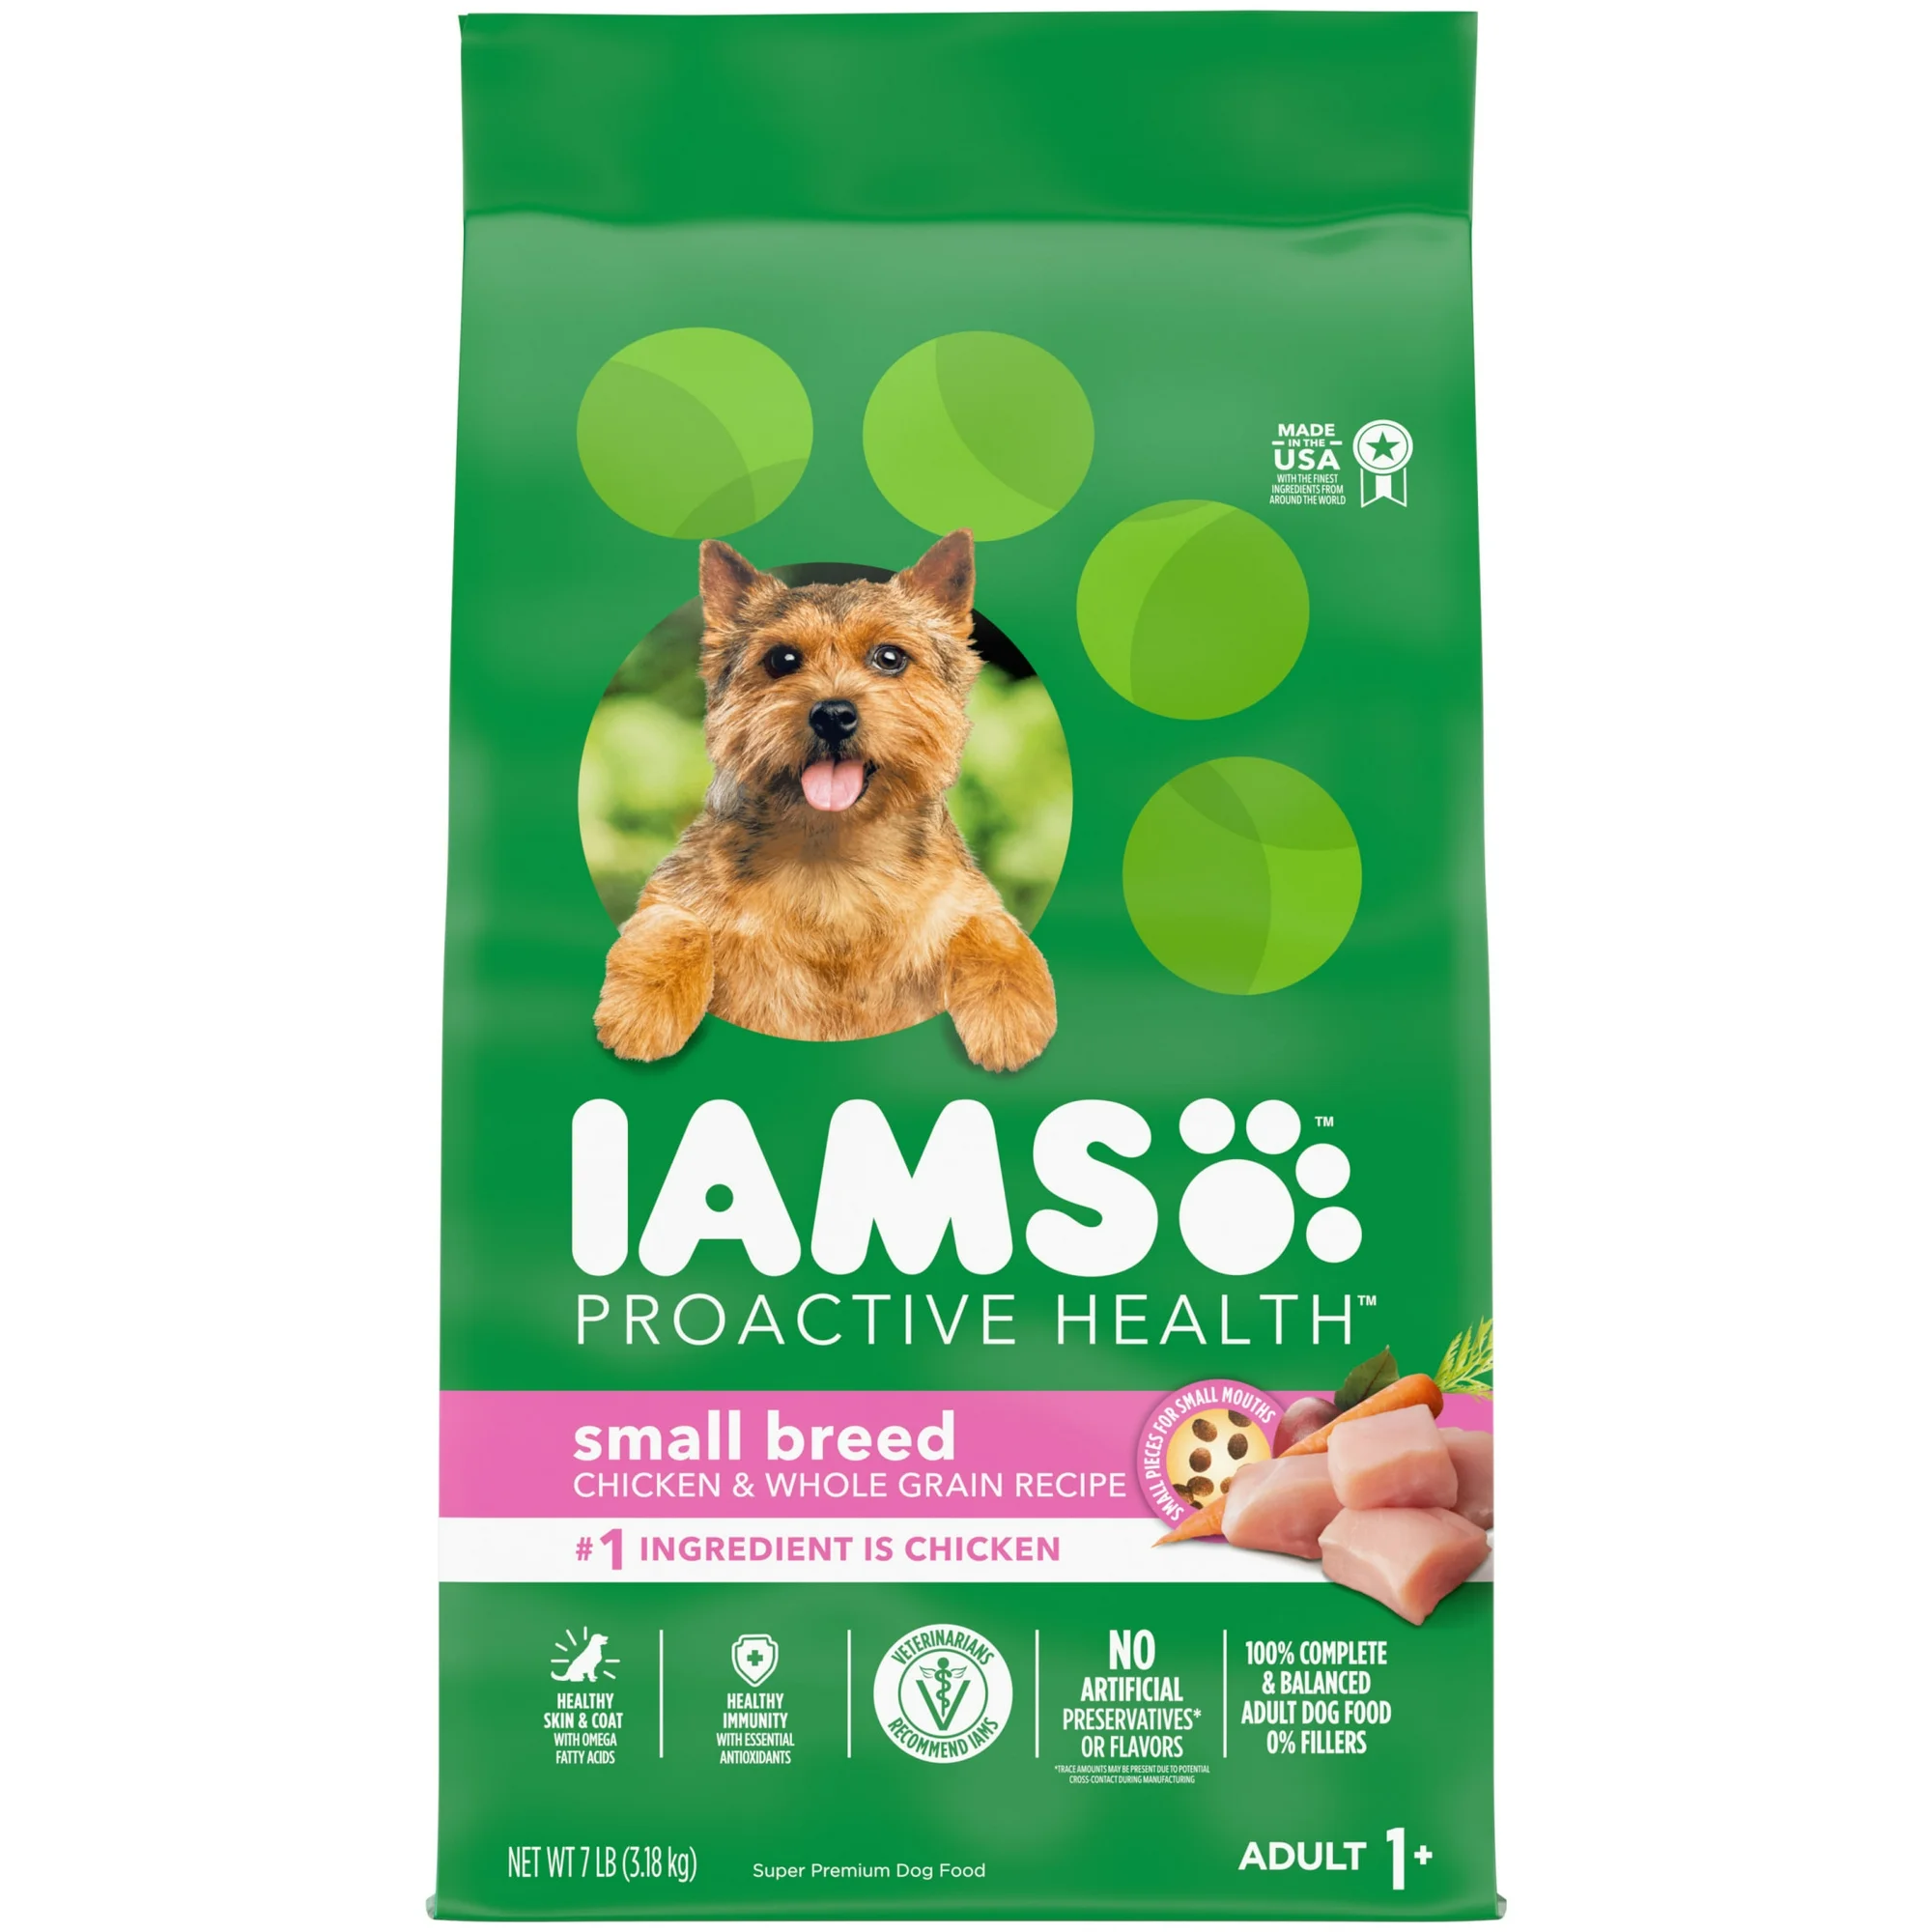 MADE
IN THE
USA
WITH THE FINEST
INGREDIENTS FROM
AROUND THE WORLD
IAMS™
PROACTIVE HEALTH™
small breed
CHICKEN & WHOLE GRAIN RECIPE
SMALL PIECES FOR SMALL MOUTHS
#1 INGREDIENT IS CHICKEN
HEALTHY
SKIN & COAT
WITH OMEGA
FATTY ACIDS
HEALTHY
IMMUNITY
WITH ESSENTIAL
ANTIOXIDANTS
VETERINARIANS
V
RECOMMEND IAMS
NO
ARTIFICIAL
PRESERVATIVES*
OR FLAVORS
*TRACE AMOUNTS MAY BE PRESENT DUE TO POTENTIAL
CROSS-CONTACT DURING MANUFACTURING
100% COMPLETE
& BALANCED
ADULT DOG FOOD
0% FILLERS
NET WT 7 LB (3.18 kg)
Super Premium Dog Food
ADULT 1+